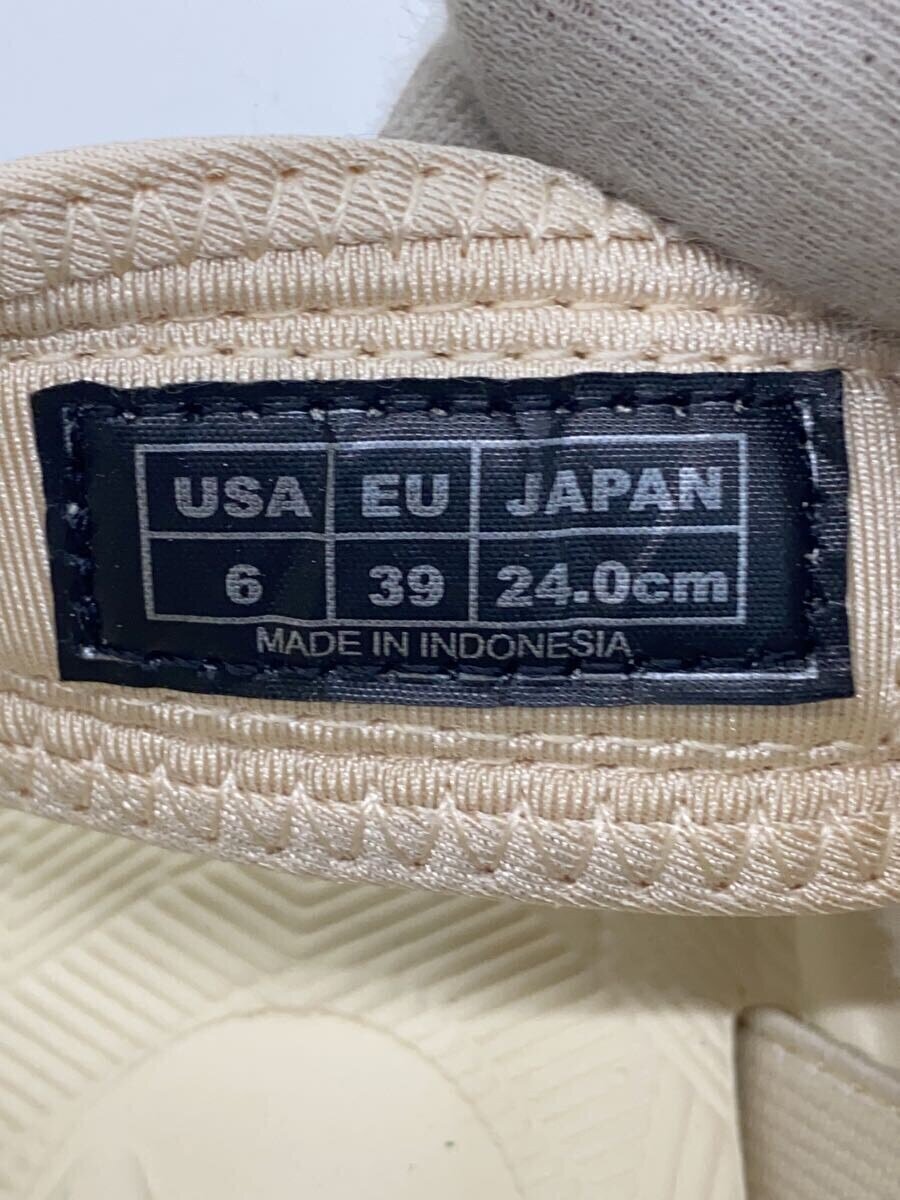 USA EU JAPAN
6 39 24.0cm
MADE IN INDONESIA